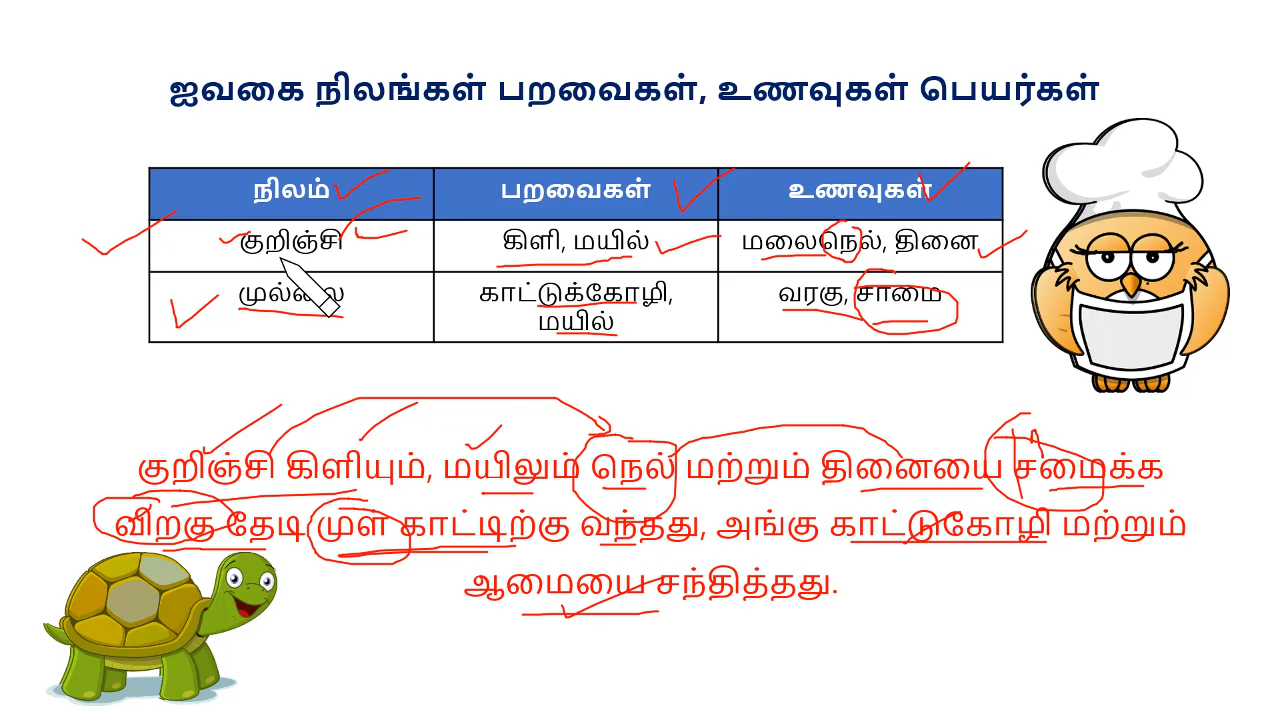 ஐவகை நிலங்கள் பறவைகள், உணவுகள் பெயர்கள்
நிலம் பறவைகள் உணவுகள்
குறிஞ்சி கிளி, மயில் மலைநெல், தினை
முல்லை காட்டுக்கோழி, வரகு, சாமை
மயில்
குறிஞ்சி கிளியும், மயிலும் நெல் மற்றும் தினையை சமைக்க
விறகு தேடி முள் காட்டிற்கு வந்தது, அங்கு காட்டுகோழி மற்றும்
ஆமையை சந்தித்தது.